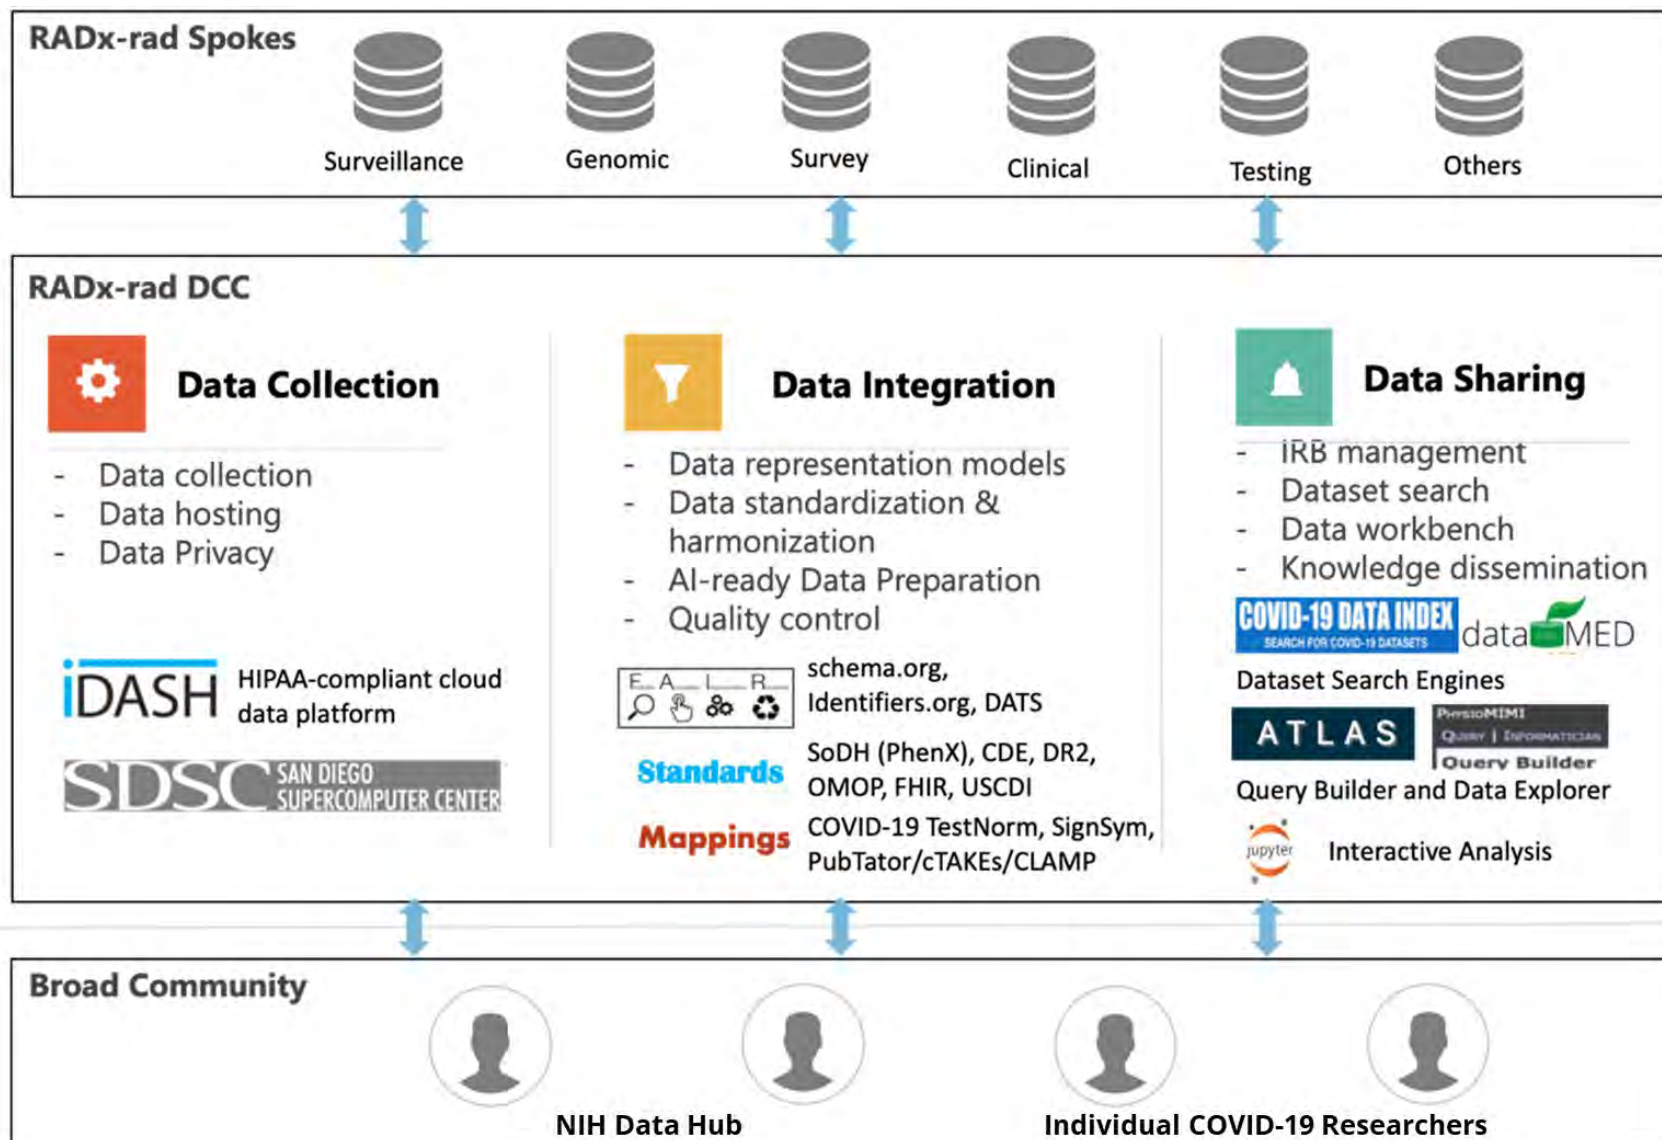 RADx-rad Spokes
Surveillance
Genomic
Survey
Clinical
Testing
Others
RADx-rad DCC
Data Collection
- Data collection
- Data hosting
- Data Privacy
iDASH
HIPAA-compliant cloud
data platform
SDSC
SAN DIEGO
SUPERCOMPUTER CENTER
Data Integration
- Data representation models
- Data standardization &
harmonization
- AI-ready Data Preparation
- Quality control
F A I R
schema.org,
Identifiers.org, DATS
Standards
SoDH (PhenX), CDE, DR2,
OMOP, FHIR, USCDI
Mappings
COVID-19 TestNorm, SignSym,
PubTator/cTAKEs/CLAMP
Data Sharing
- IRB management
- Dataset search
- Data workbench
- Knowledge dissemination
COVID-19 DATA INDEX
SEARCH FOR COVID-19 DATASETS
dataMED
Dataset Search Engines
ATLAS
PhysioMIMI
Query | Informatician
Query Builder
Query Builder and Data Explorer
jupyter
Interactive Analysis
Broad Community
NIH Data Hub
Individual COVID-19 Researchers